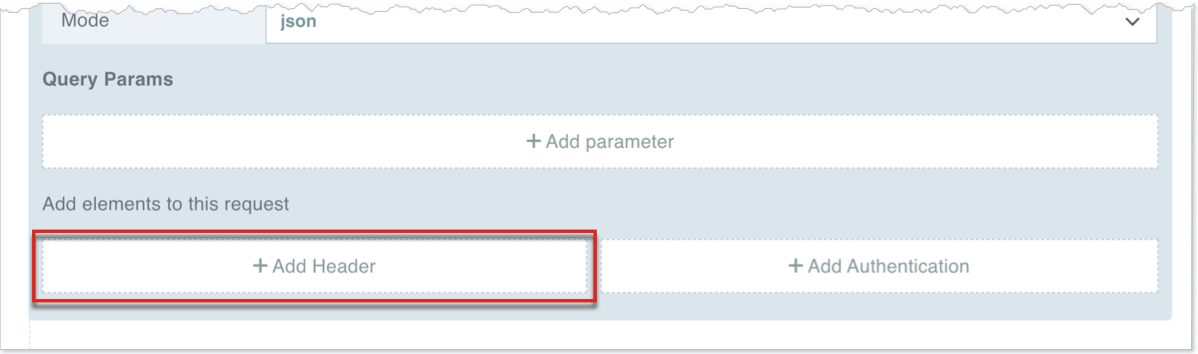 Mode json
Query Params
+ Add parameter
Add elements to this request
+ Add Header + Add Authentication